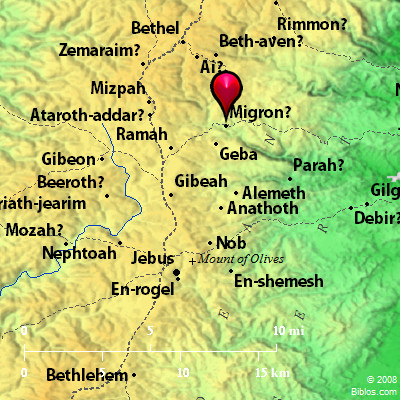 Rimmon?
Bethel
Beth-aven?
Zemaraim?
Ai?
Mizpah
Migron?
Ataroth-addar?
Ramah
Geba
Gibeon
Parah?
Beeroth?
Gibeah
Alemeth
Gilg
riath-jearim
Anathoth
Debir?
Mozah?
Nob
Nephtoah
Jebus
Mount of Olives
En-shemesh
En-rogel
0 5 10 mi
0 5 10 15 km
Bethlehem
© 2008
Biblos.com